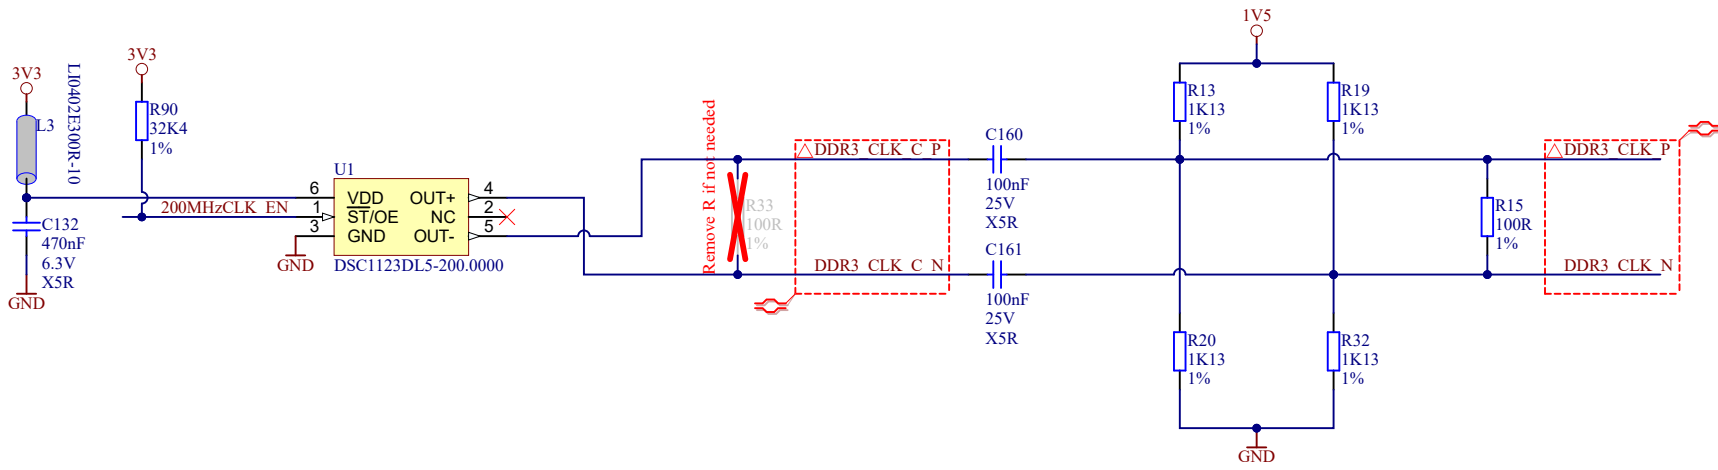 3V3
L3
LI0402E300R-10
C132
470nF
6.3V
X5R
GND
3V3
R90
32K4
1%
200MHzCLK_EN
U1
6
1
3
VDD
ST/OE
GND
OUT+
NC
OUT-
4
2
5
DSC1123DL5-200.0000
GND
Remove R if not needed
R33
100R
1%
DDR3_CLK_C_P
DDR3_CLK_C_N
C160
100nF
25V
X5R
C161
100nF
25V
X5R
1V5
R13
1K13
1%
R19
1K13
1%
R20
1K13
1%
R32
1K13
1%
GND
R15
100R
1%
DDR3_CLK_P
DDR3_CLK_N